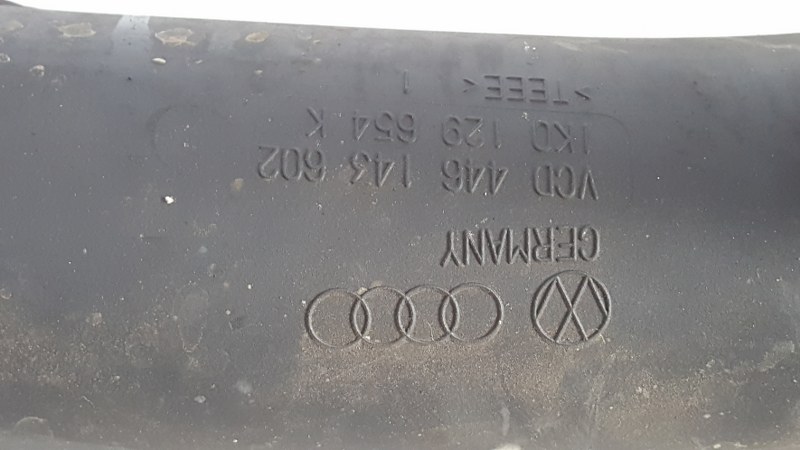 GERMANY
VCD 446 143 602
1K0 129 654 K
>TEEE< 1